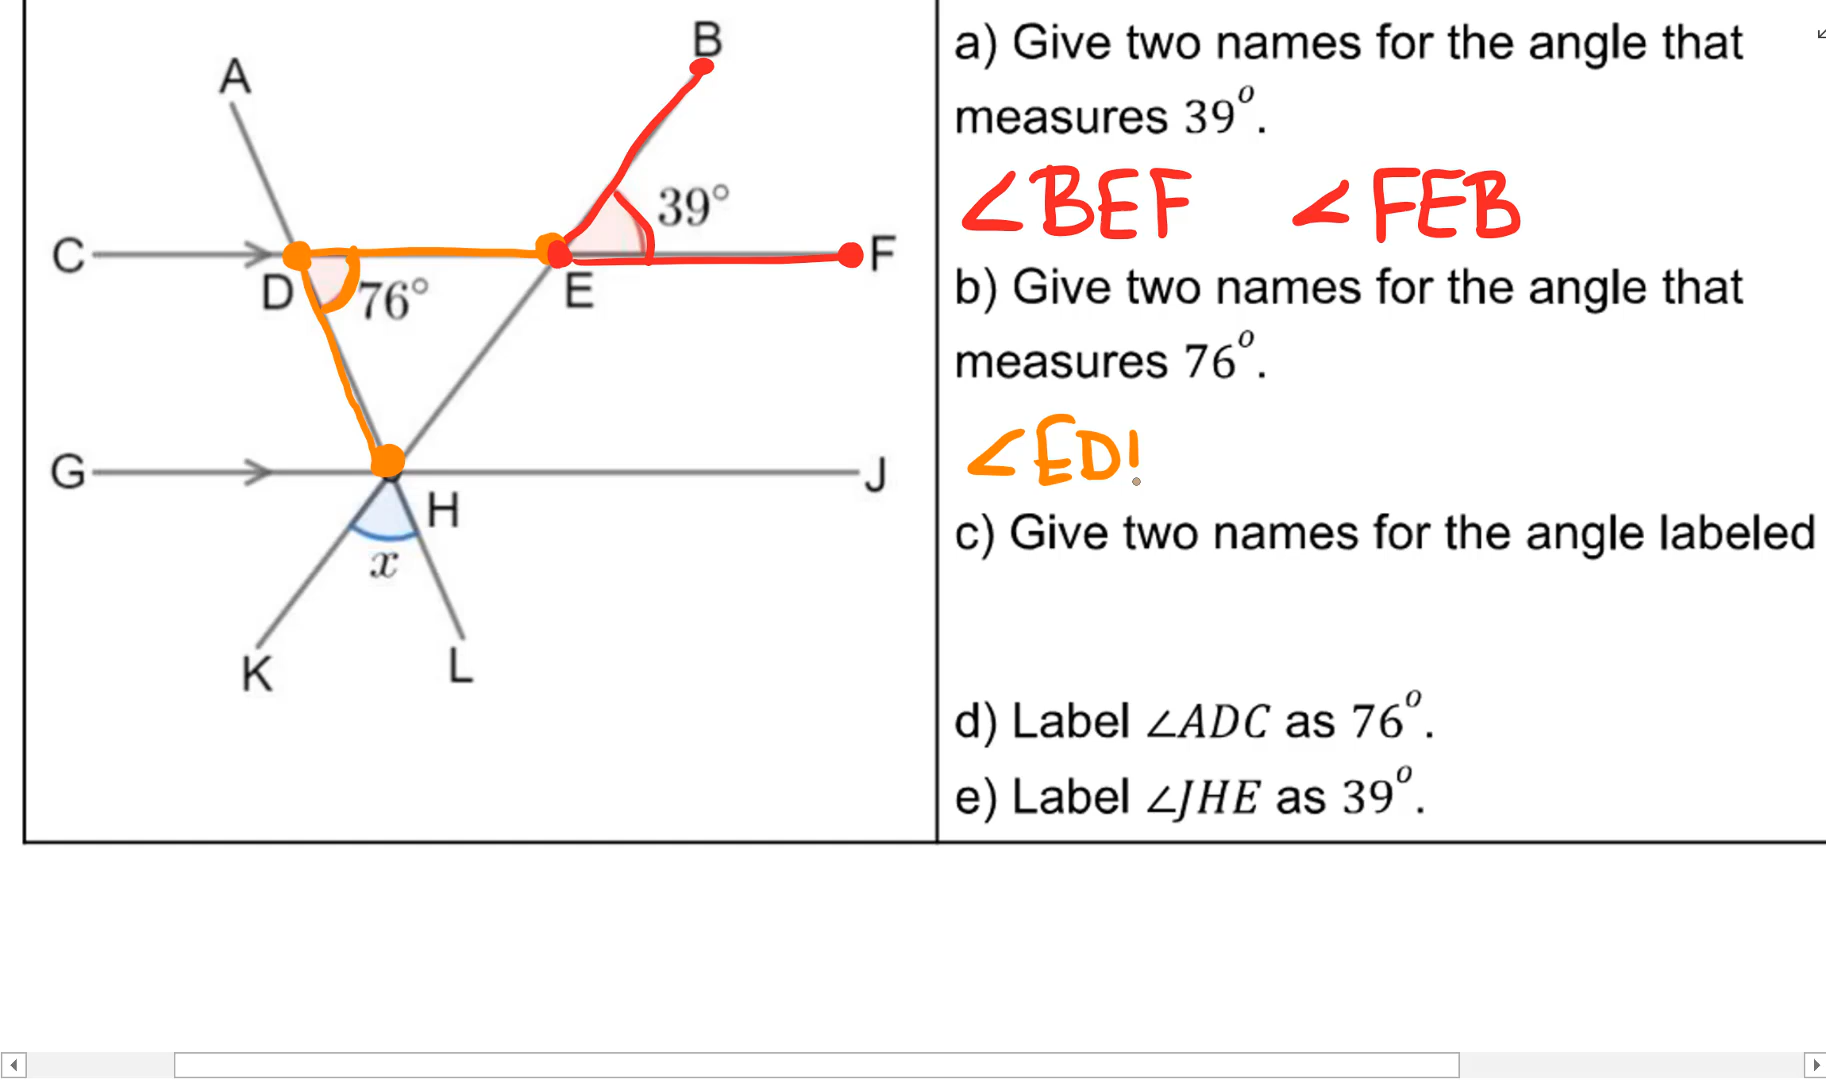 A
B
39°
C
D
76°
E
F
G
H
J
x
K
L
a) Give two names for the angle that
measures 39°.
∠BEF ∠FEB
b) Give two names for the angle that
measures 76°.
∠ED
c) Give two names for the angle labeled
d) Label ∠ADC as 76°.
e) Label ∠JHE as 39°.